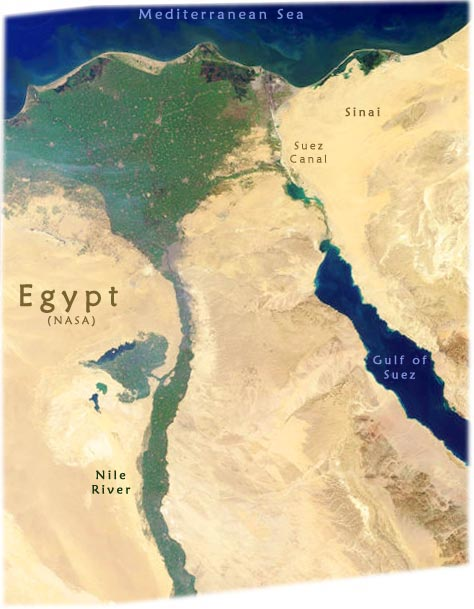 Mediterranean Sea
Sinai
Suez
Canal
Egypt
(NASA)
Gulf of
Suez
Nile
River